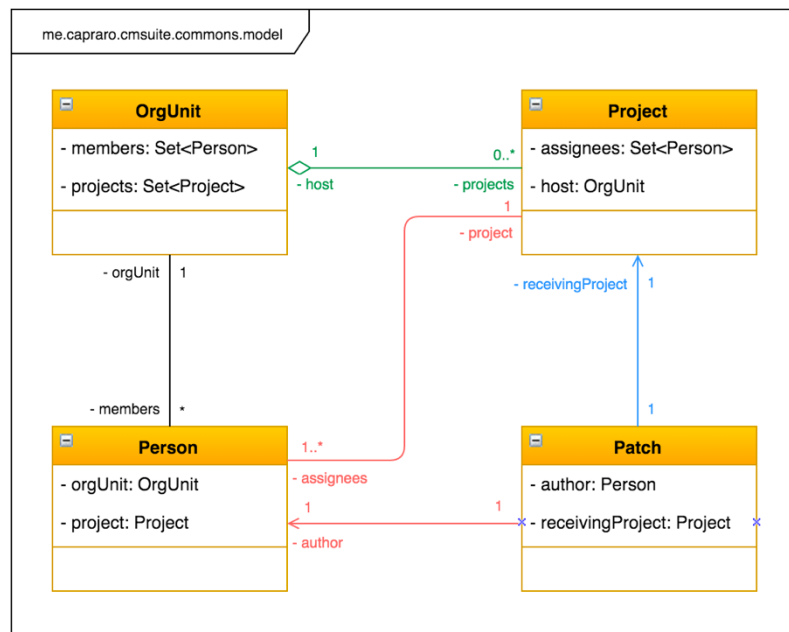 me.capraro.cmsuite.commons.model
OrgUnit
- members: Set<Person>
- projects: Set<Project>
Project
- assignees: Set<Person>
- host: OrgUnit
1
0..*
- host
- projects
1
- project
- orgUnit
1
- receivingProject
1
- members
*
1
Person
- orgUnit: OrgUnit
- project: Project
1..*
- assignees
1
1
- author
Patch
- author: Person
- receivingProject: Project